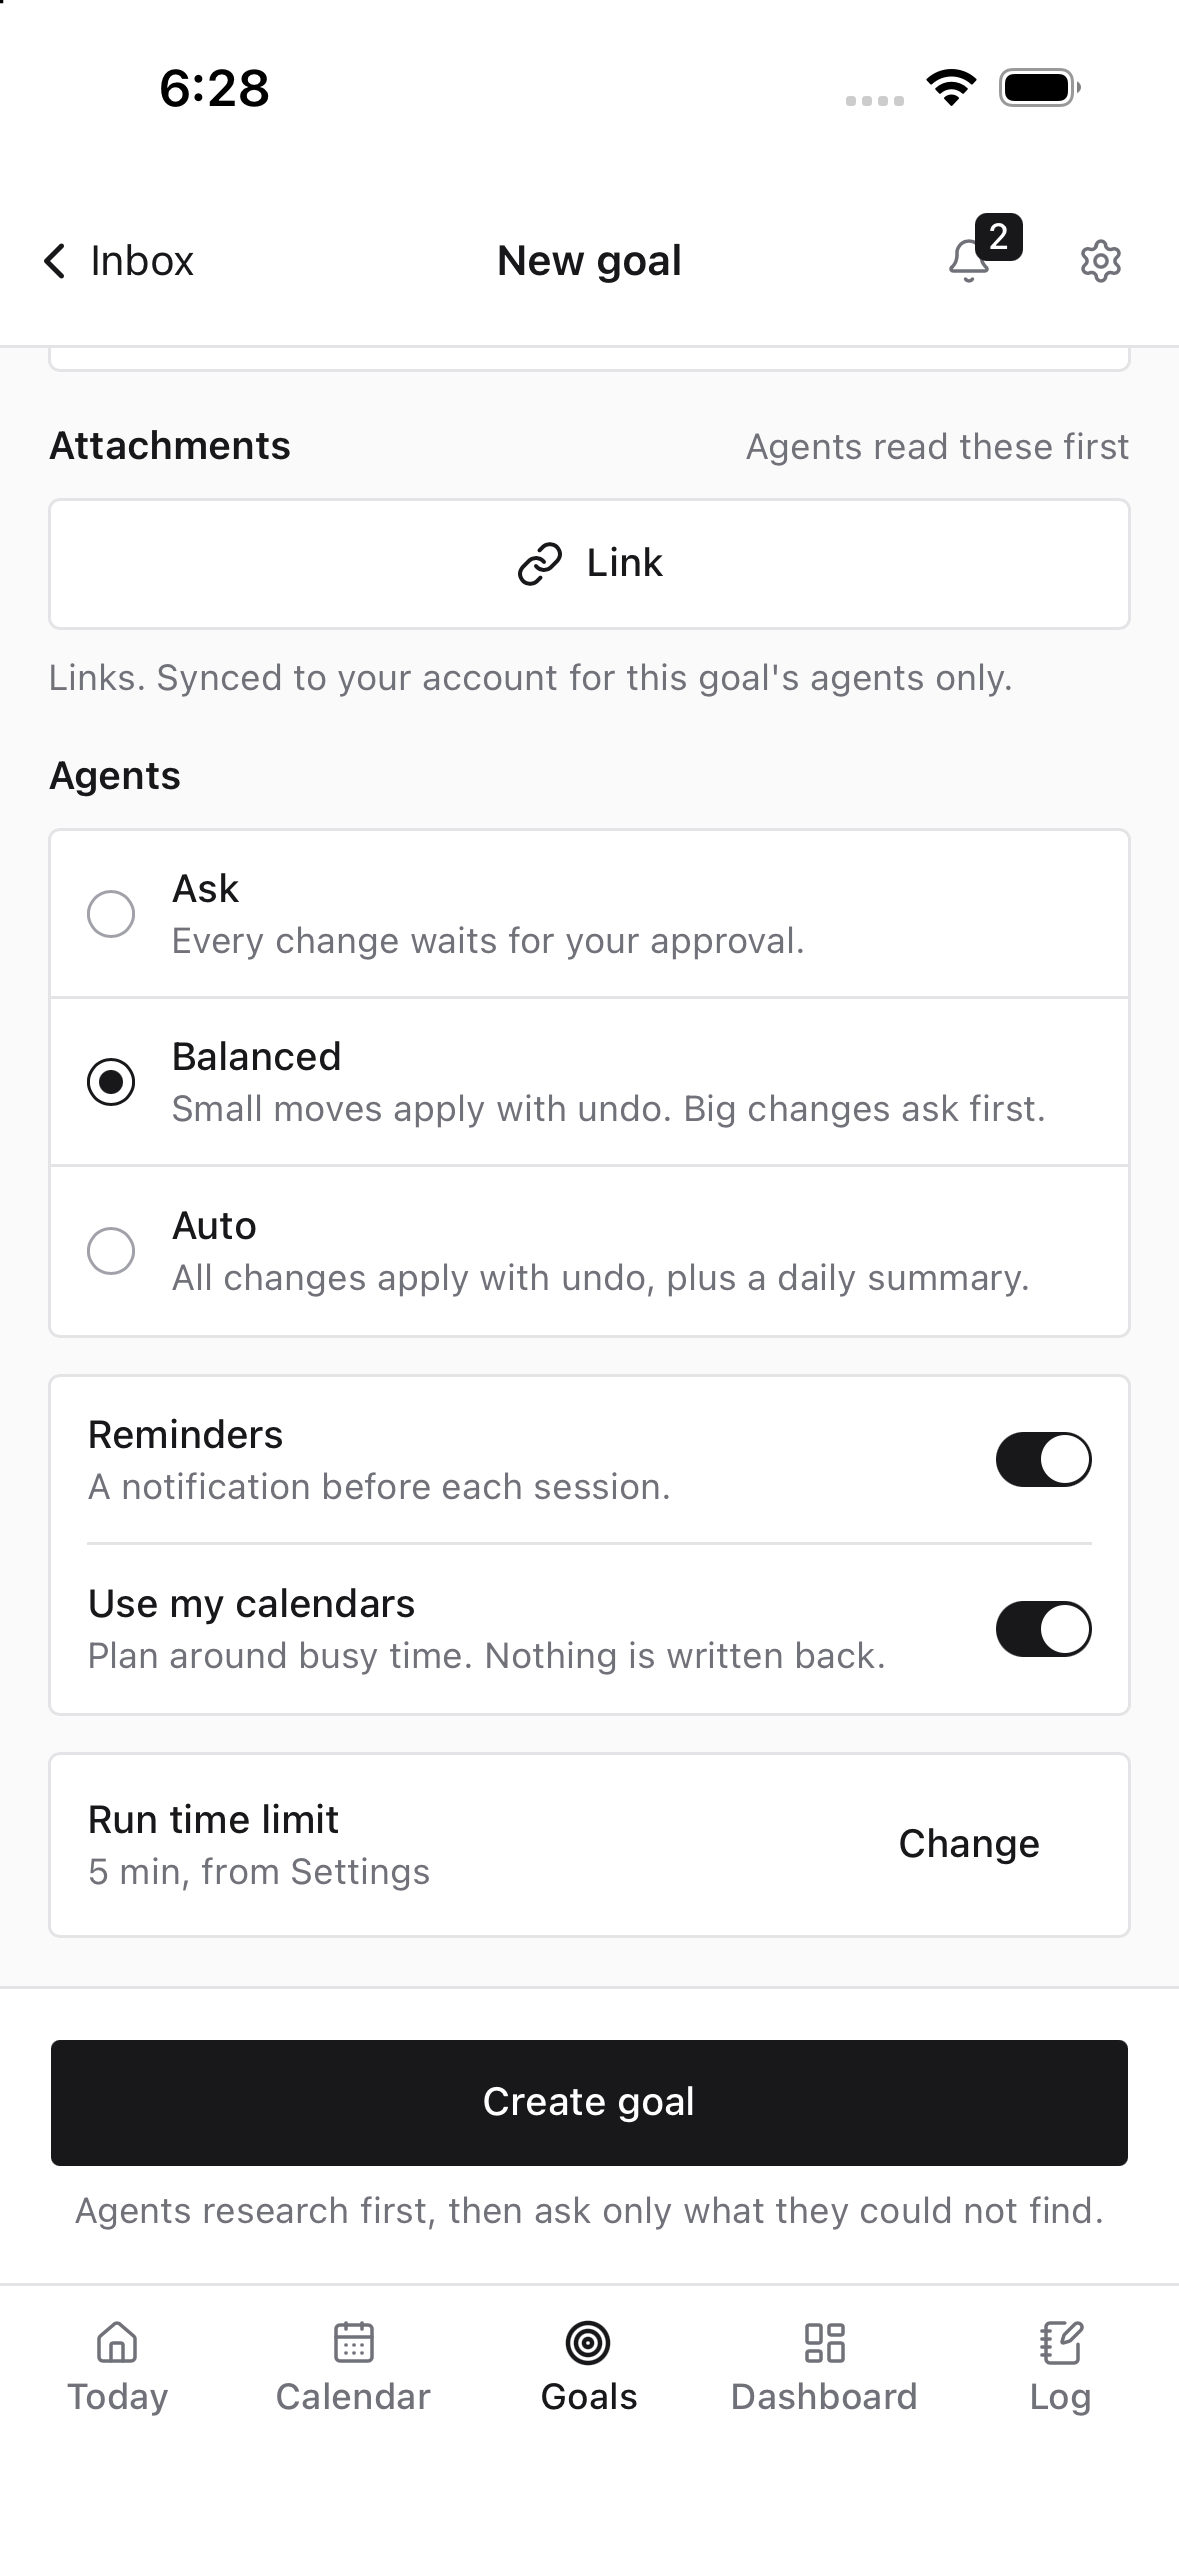 6:28
Inbox
New goal
2
Attachments
Agents read these first
Link
Links. Synced to your account for this goal's agents only.
Agents
Ask
Every change waits for your approval.
Balanced
Small moves apply with undo. Big changes ask first.
Auto
All changes apply with undo, plus a daily summary.
Reminders
A notification before each session.
Use my calendars
Plan around busy time. Nothing is written back.
Run time limit
5 min, from Settings
Change
Create goal
Agents research first, then ask only what they could not find.
Today
Calendar
Goals
Dashboard
Log